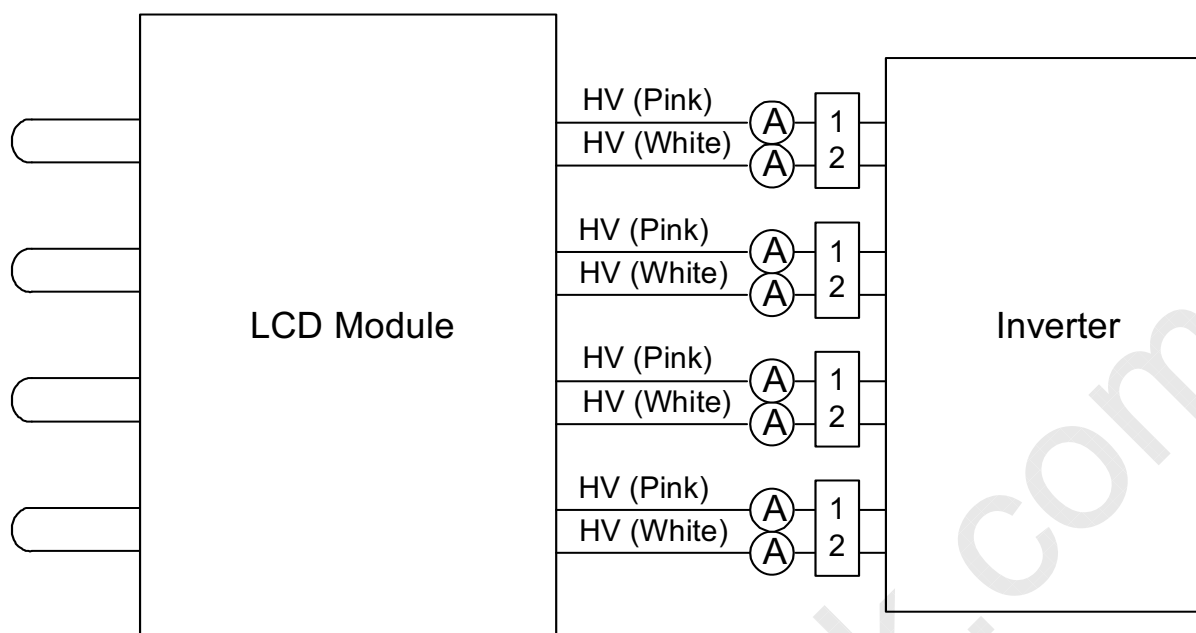 HV (Pink)
A
1
HV (White)
A
2
HV (Pink)
A
1
HV (White)
A
2
LCD Module
Inverter
HV (Pink)
A
1
HV (White)
A
2
HV (Pink)
A
1
HV (White)
A
2
k.com